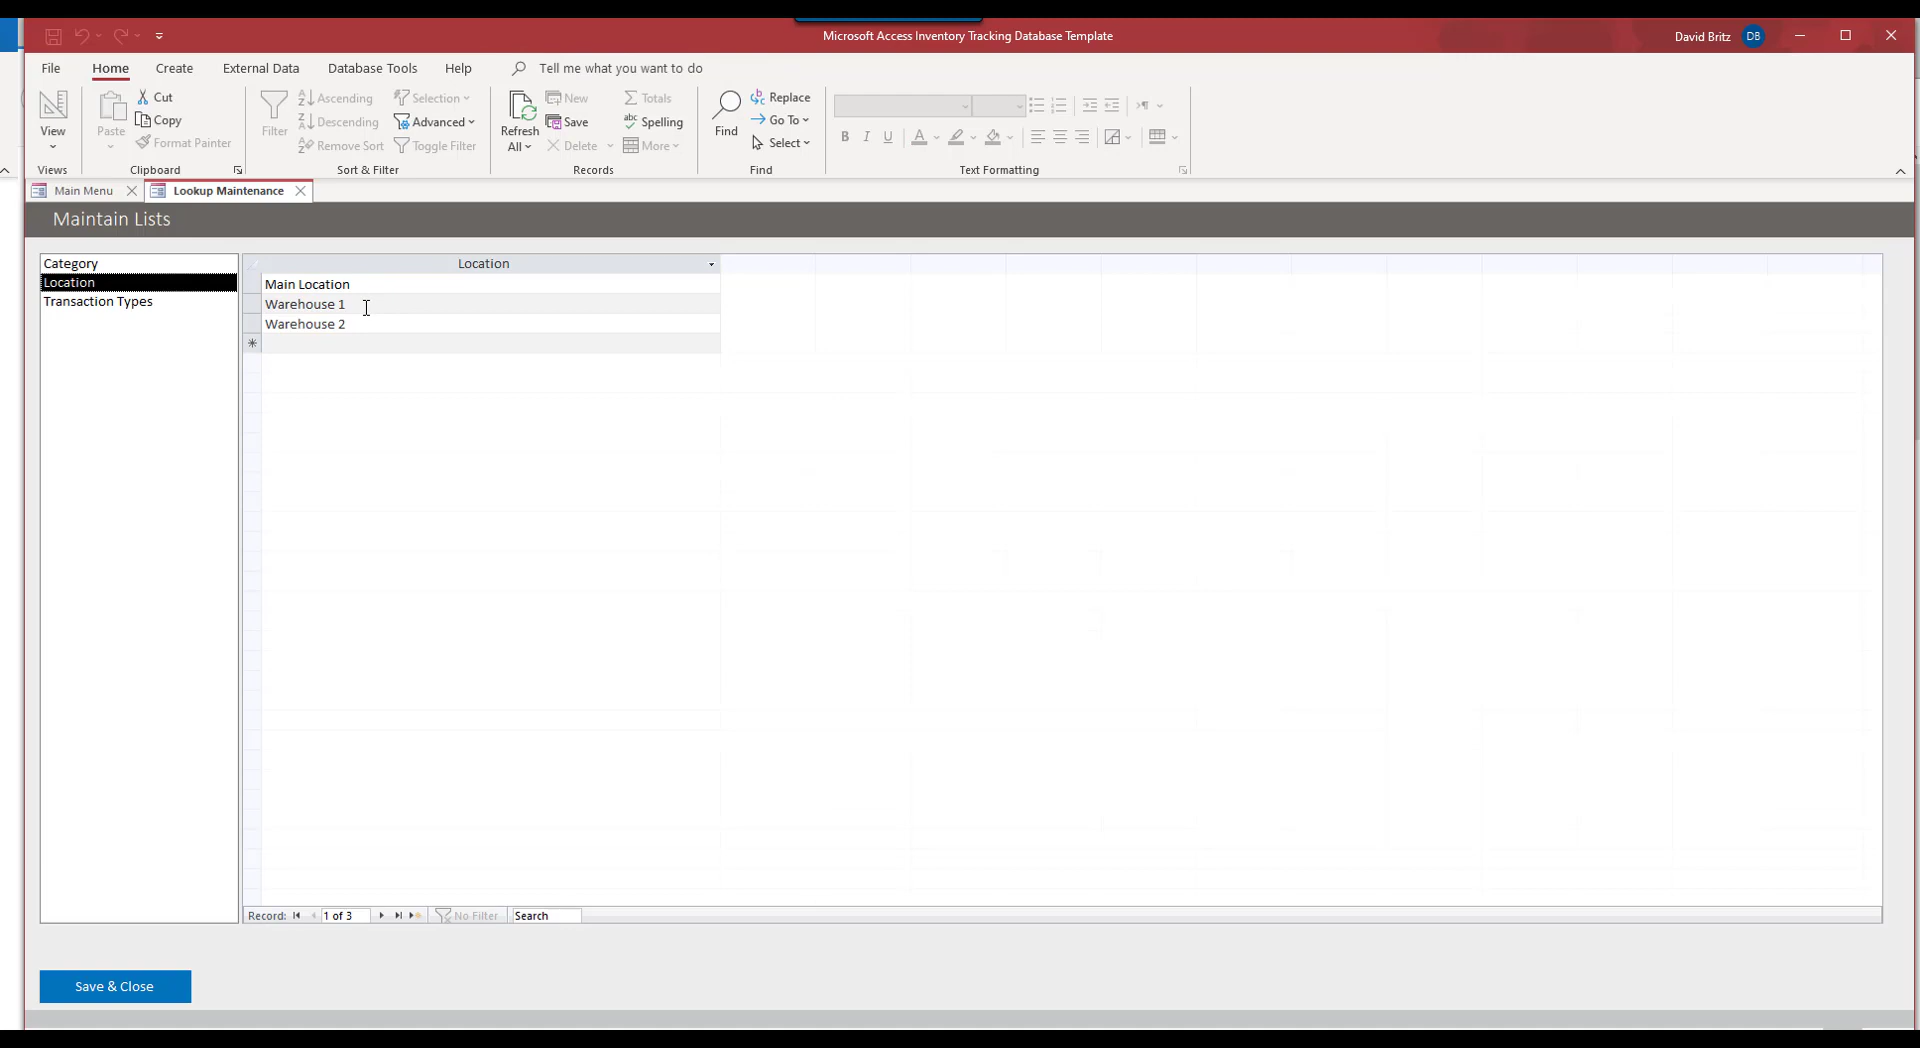 Microsoft Access Inventory Tracking Database Template
David Britz DB
File Home Create External Data Database Tools Help Tell me what you want to do
View
Views
Paste
Cut
Copy
Format Painter
Clipboard
Filter
Ascending
Descending
Remove Sort
Selection
Advanced
Toggle Filter
Sort & Filter
Refresh
All
New
Save
Delete
Totals
abc Spelling
More
Records
Find
Replace
Go To
Select
Find
B I U
Text Formatting
Main Menu Lookup Maintenance
Maintain Lists
Category
Location
Transaction Types
Location
Main Location
Warehouse 1
Warehouse 2
Record: 1 of 3 No Filter Search
Save & Close